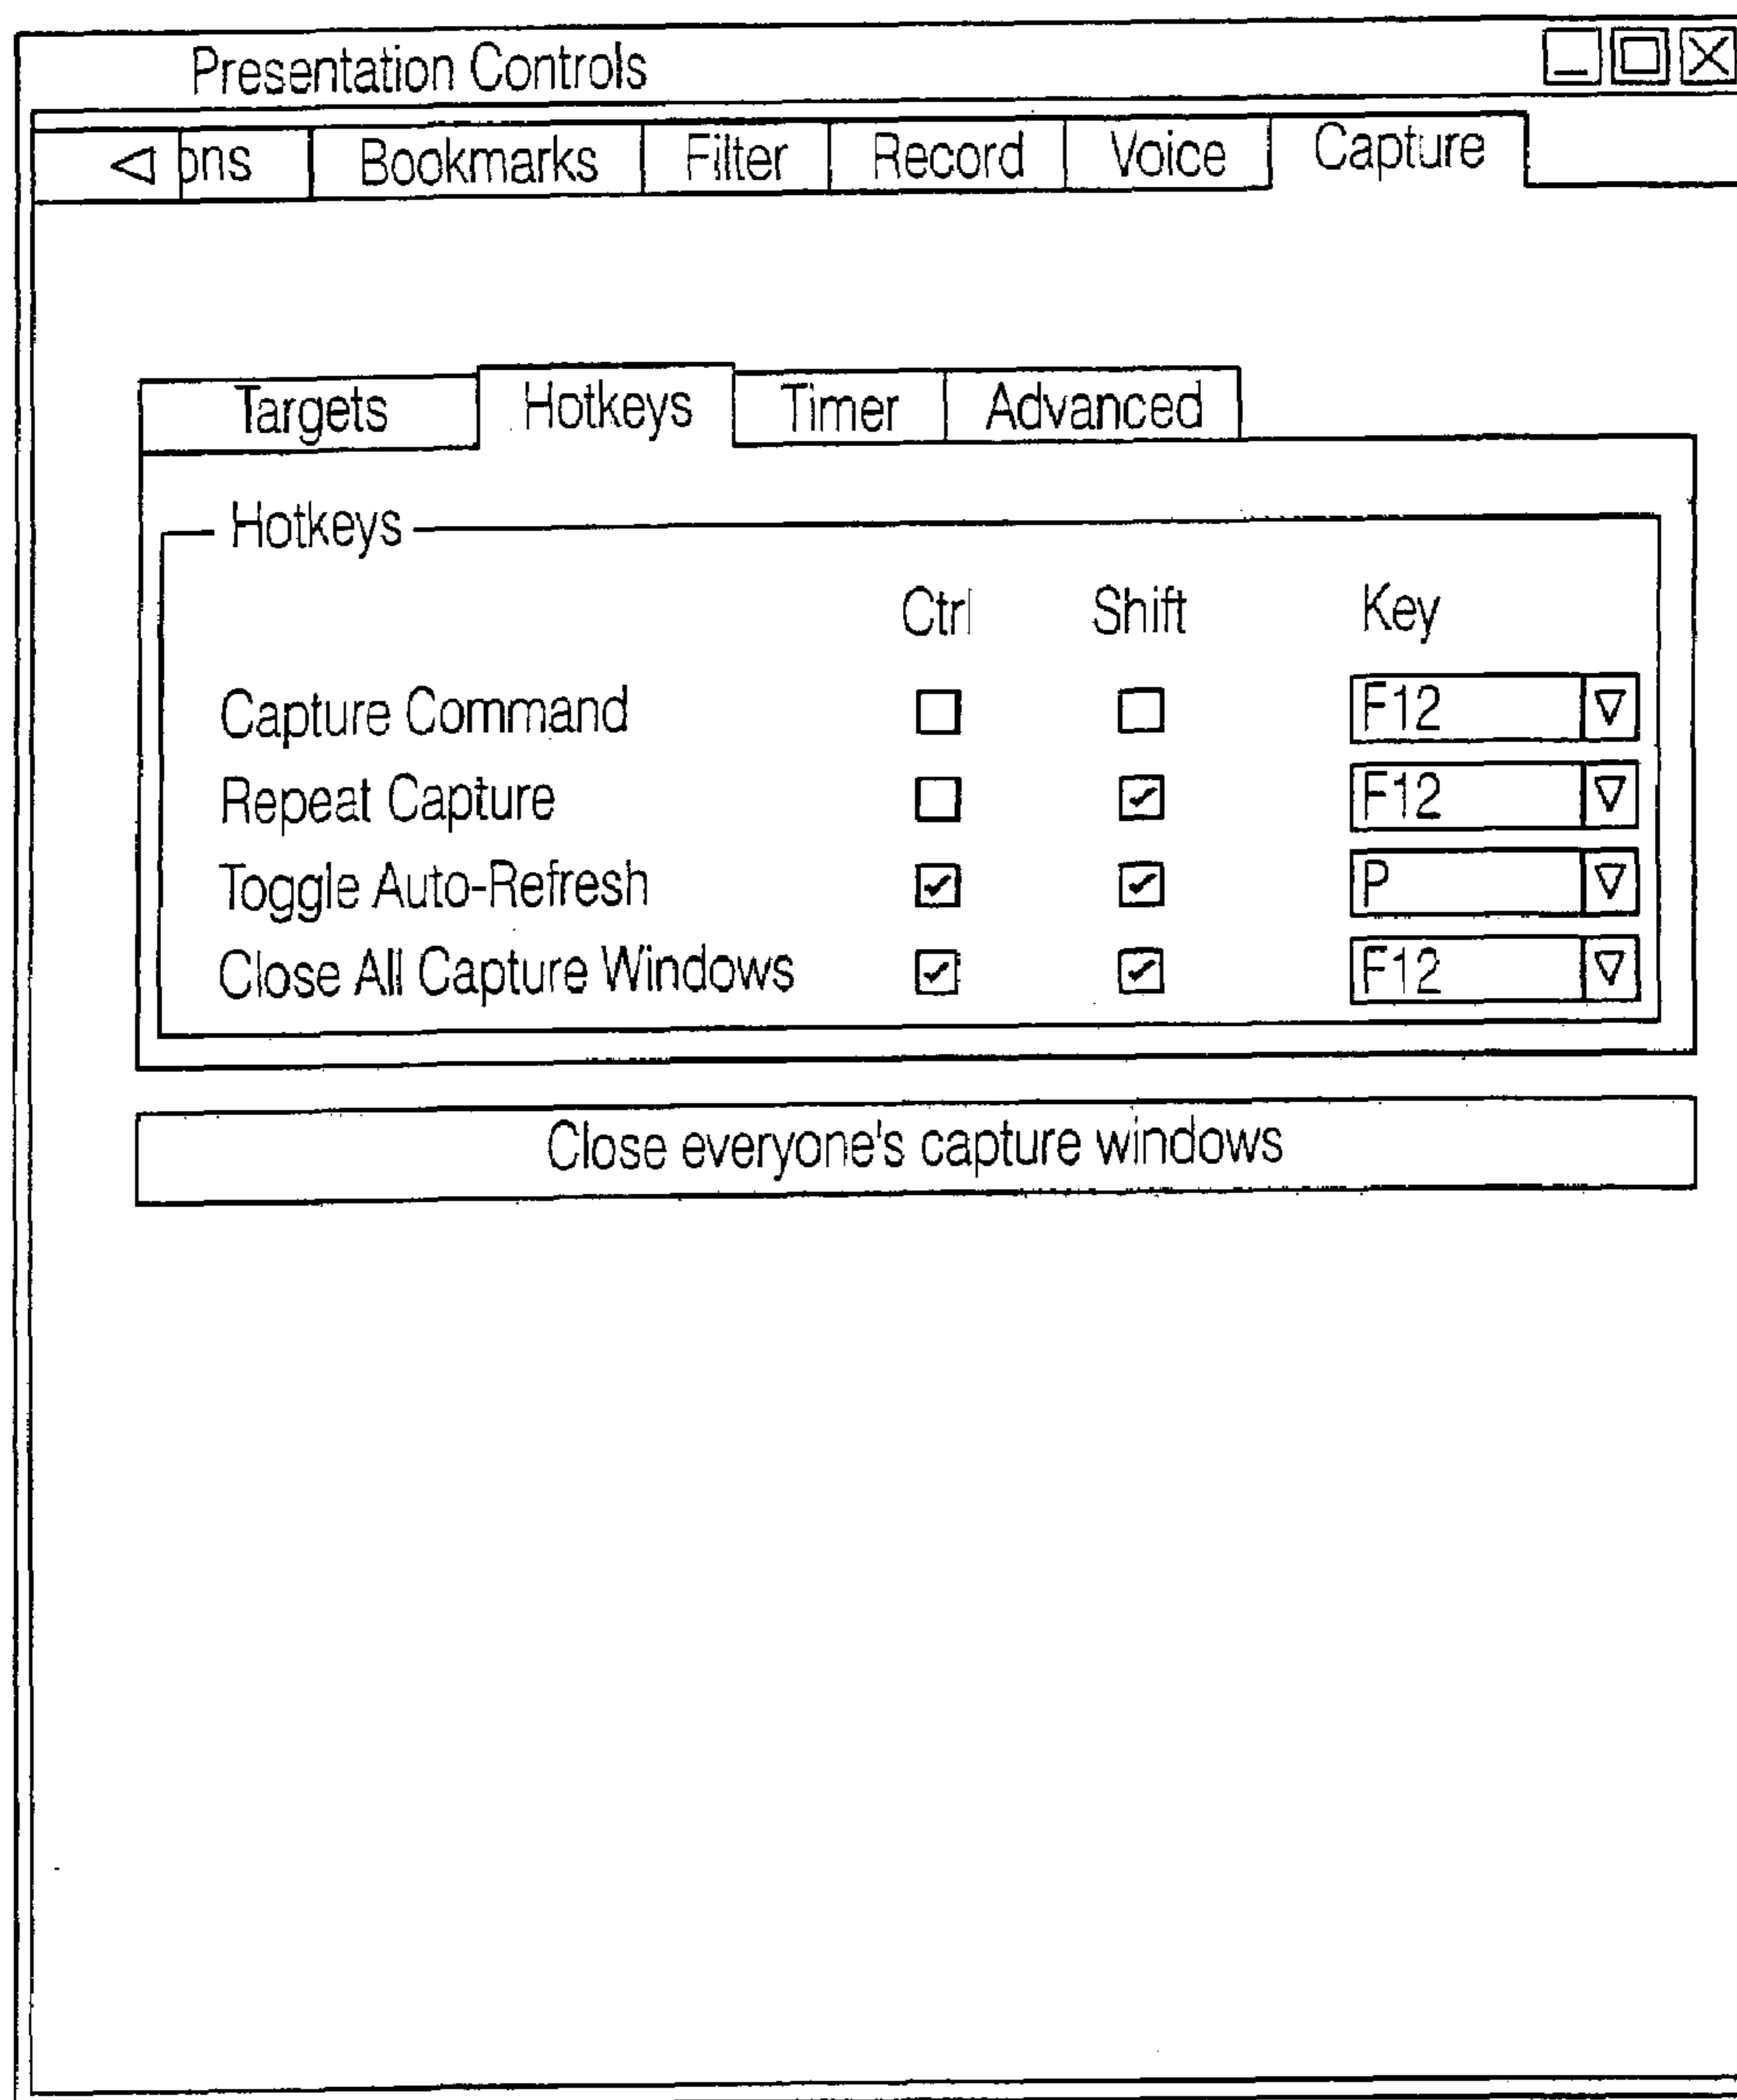 Presentation Controls
ons Bookmarks Filter Record Voice Capture
Targets Hotkeys Timer Advanced
Hotkeys
Ctrl Shift Key
Capture Command F12
Repeat Capture F12
Toggle Auto-Refresh P
Close All Capture Windows F12
Close everyone's capture windows